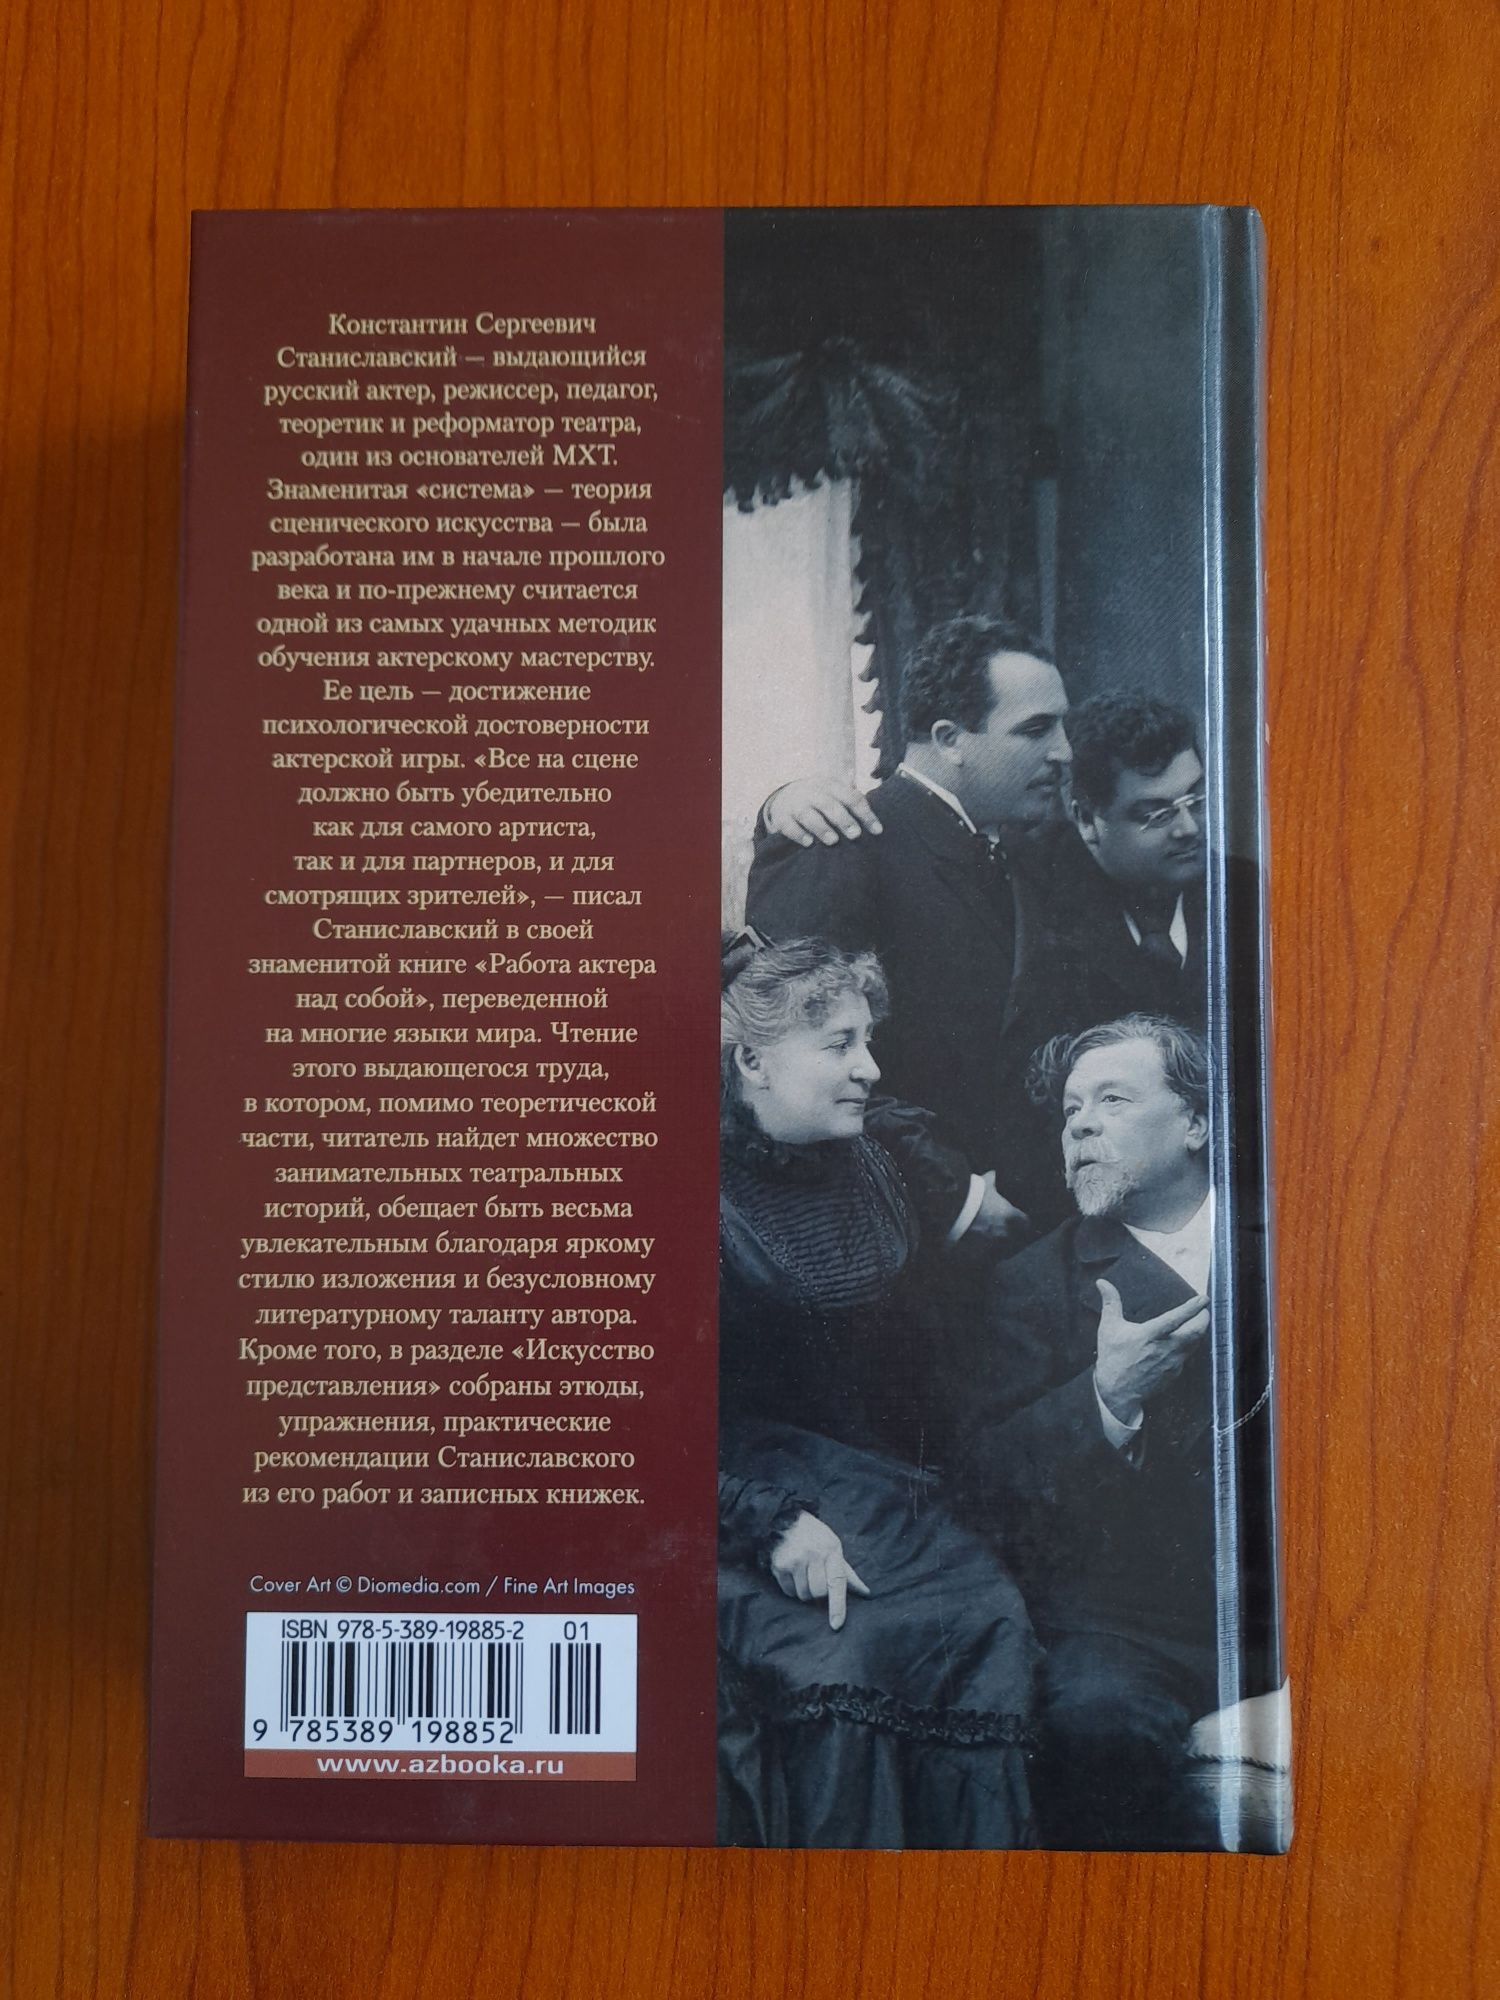 Константин Сергеевич
Станиславский — выдающийся
русский актер, режиссер, педагог,
теоретик и реформатор театра,
один из основателей МХТ.
Знаменитая «система» — теория
сценического искусства — была
разработана им в начале прошлого
века и по-прежнему считается
одной из самых удачных методик
обучения актерскому мастерству.
Ее цель — достижение
психологической достоверности
актерской игры. «Все на сцене
должно быть убедительно
как для самого артиста,
так и для партнеров, и для
смотрящих зрителей», — писал
Станиславский в своей
знаменитой книге «Работа актера
над собой», переведенной
на многие языки мира. Чтение
этого выдающегося труда,
в котором, помимо теоретической
части, читатель найдет множество
занимательных театральных
историй, обещает быть весьма
увлекательным благодаря яркому
стилю изложения и безусловному
литературному таланту автора.
Кроме того, в разделе «Искусство
представления» собраны этюды,
упражнения, практические
рекомендации Станиславского
из его работ и записных книжек.
Cover Art © Diomedia.com / Fine Art Images
ISBN 978-5-389-19885-2 01
9 785389 198852
www.azbooka.ru